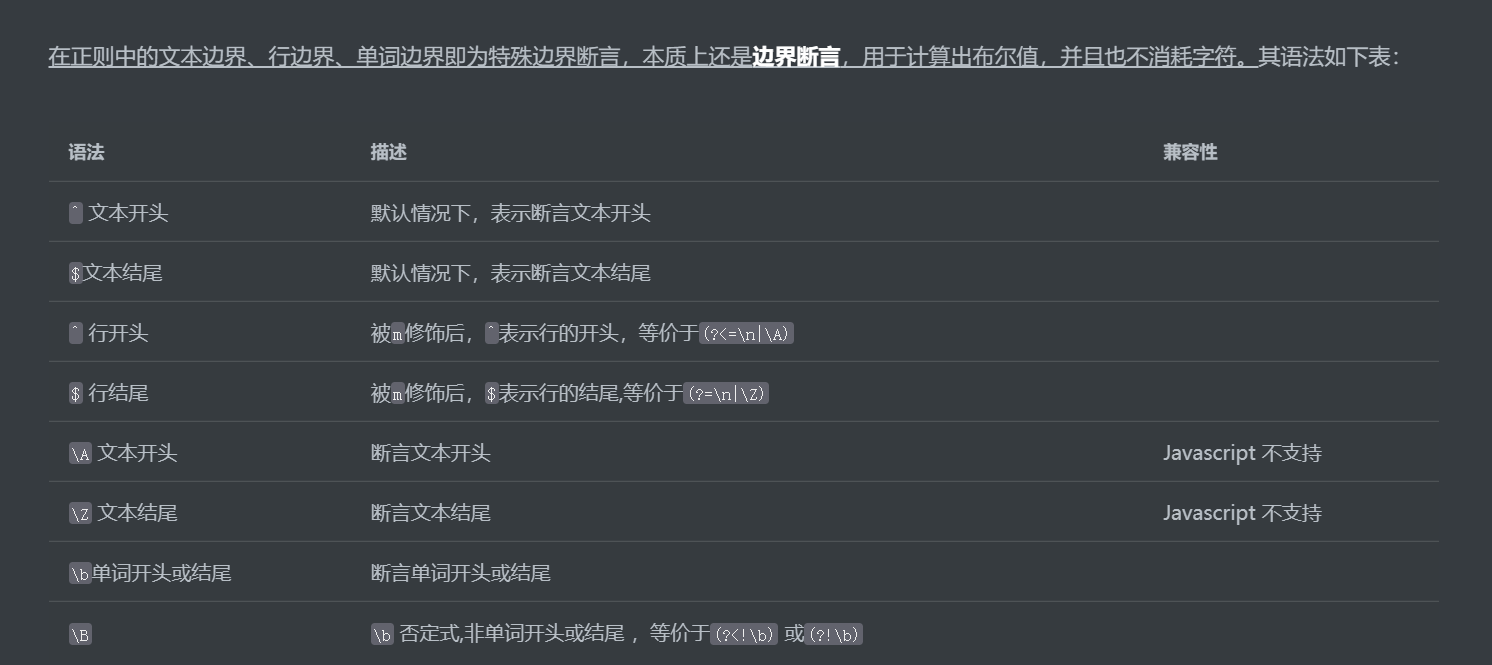 在正则中的文本边界、行边界、单词边界即为特殊边界断言，本质上还是边界断言，用于计算出布尔值，并且也不消耗字符。其语法如下表：
语法 描述 兼容性
^ 文本开头 默认情况下，表示断言文本开头
$文本结尾 默认情况下，表示断言文本结尾
^ 行开头 被m修饰后，^表示行的开头，等价于(?<=\n|\A)
$ 行结尾 被m修饰后，$表示行的结尾,等价于(?=\n|\Z)
\A 文本开头 断言文本开头 Javascript 不支持
\Z 文本结尾 断言文本结尾 Javascript 不支持
\b单词开头或结尾 断言单词开头或结尾
\B \b 否定式,非单词开头或结尾 ，等价于(?<!\b) 或(?!\b)